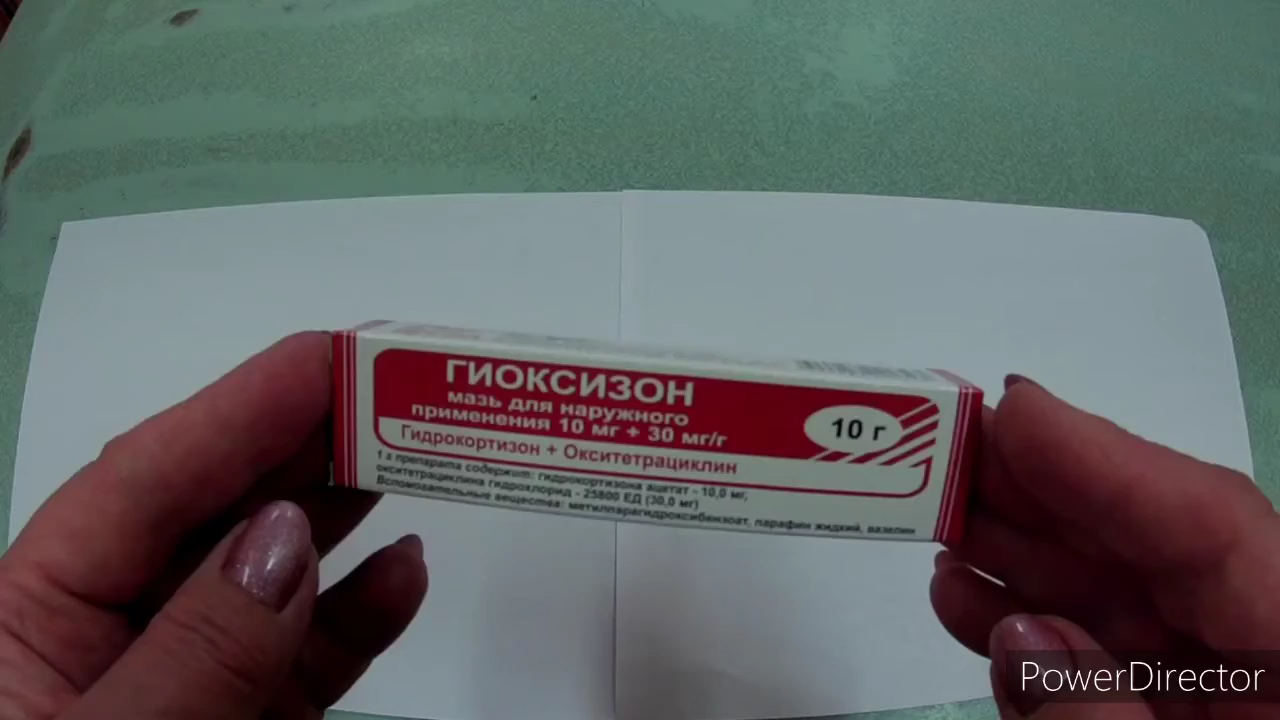 ГИОКСИЗОН
мазь для наружного
применения 10 мг + 30 мг/г
10 г
Гидрокортизон + Окситетрациклин
1 г препарата содержит: гидрокортизона ацетат - 10,0 мг,
окситетрациклина гидрохлорид - 25800 ЕД (30,0 мг)
Вспомогательные вещества: метилпарагидроксибензоат, парафин жидкий, вазелин
PowerDirector